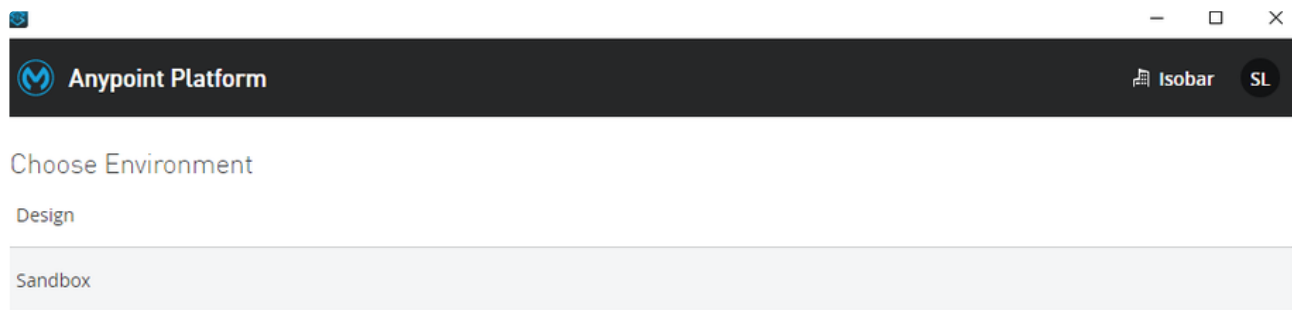 Anypoint Platform
Isobar
SL
Choose Environment
Design
Sandbox